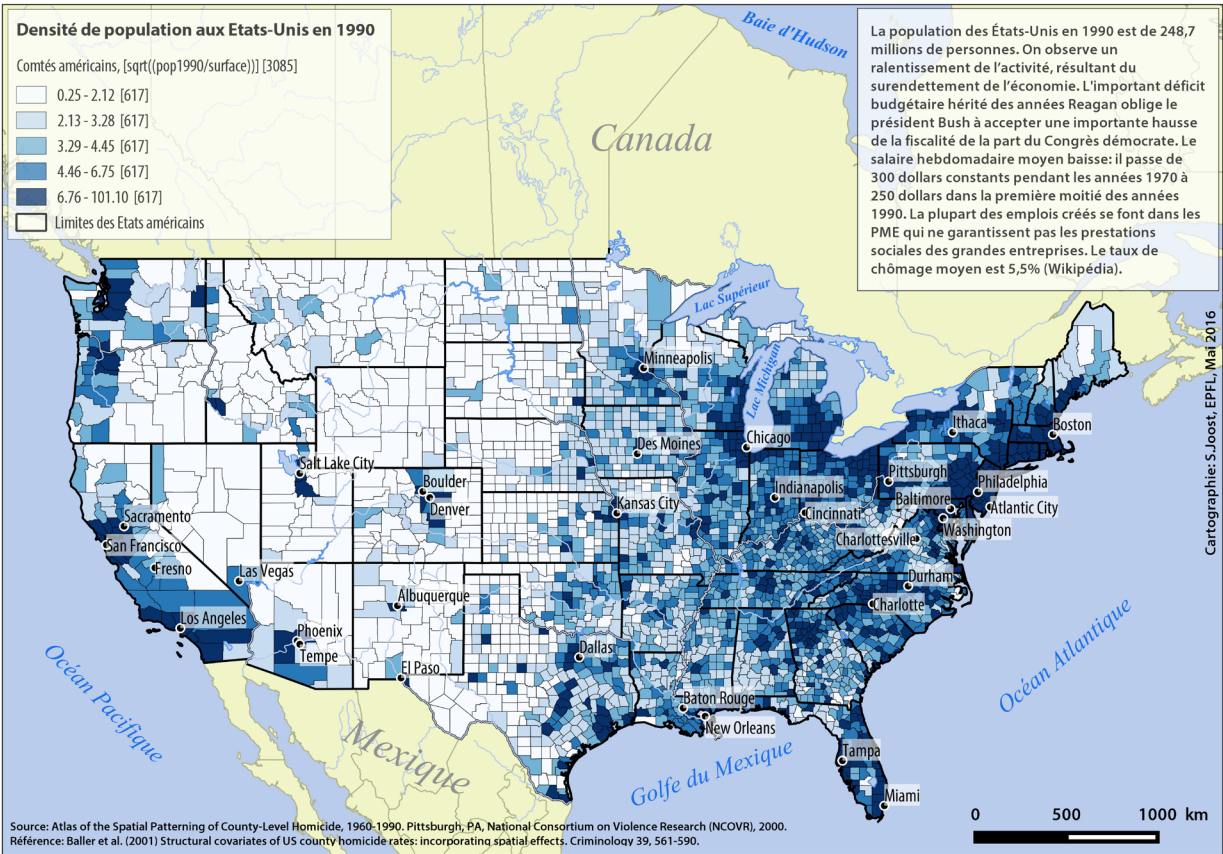 Densité de population aux Etats-Unis en 1990
Comtés américains, [sqrt((pop1990/surface))] [3085]
0.25 - 2.12 [617]
2.13 - 3.28 [617]
3.29 - 4.45 [617]
4.46 - 6.75 [617]
6.76 - 101.10 [617]
Limites des Etats américains
Baie d'Hudson
La population des États-Unis en 1990 est de 248,7
millions de personnes. On observe un
ralentissement de l'activité, résultant du
surendettement de l'économie. L'important déficit
budgétaire hérité des années Reagan oblige le
président Bush à accepter une importante hausse
de la fiscalité de la part du Congrès démocrate. Le
salaire hebdomadaire moyen baisse: il passe de
300 dollars constants pendant les années 1970 à
250 dollars dans la première moitié des années
1990. La plupart des emplois créés se font dans les
PME qui ne garantissent pas les prestations
sociales des grandes entreprises. Le taux de
chômage moyen est 5,5% (Wikipédia).
Canada
Lac Supérieur
Lac Michigan
Minneapolis
Ithaca
Boston
Des Moines
Chicago
Salt Lake City
Boulder
Denver
Pittsburgh
Philadelphia
Indianapolis
Baltimore
Atlantic City
Kansas City
Cincinnati
Washington
Sacramento
Charlottesville
San Francisco
Fresno
Las Vegas
Durham
Albuquerque
Charlotte
Los Angeles
Phoenix
Tempe
Dallas
El Paso
Baton Rouge
New Orleans
Tampa
Miami
Océan Pacifique
Mexique
Golfe du Mexique
Océan Atlantique
Cartographie: S.Joost, EPFL, Mai 2016
0 500 1000 km
Source: Atlas of the Spatial Patterning of County-Level Homicide, 1960-1990. Pittsburgh, PA, National Consortium on Violence Research (NCOVR), 2000.
Référence: Baller et al. (2001) Structural covariates of US county homicide rates: incorporating spatial effects. Criminology 39, 561-590.